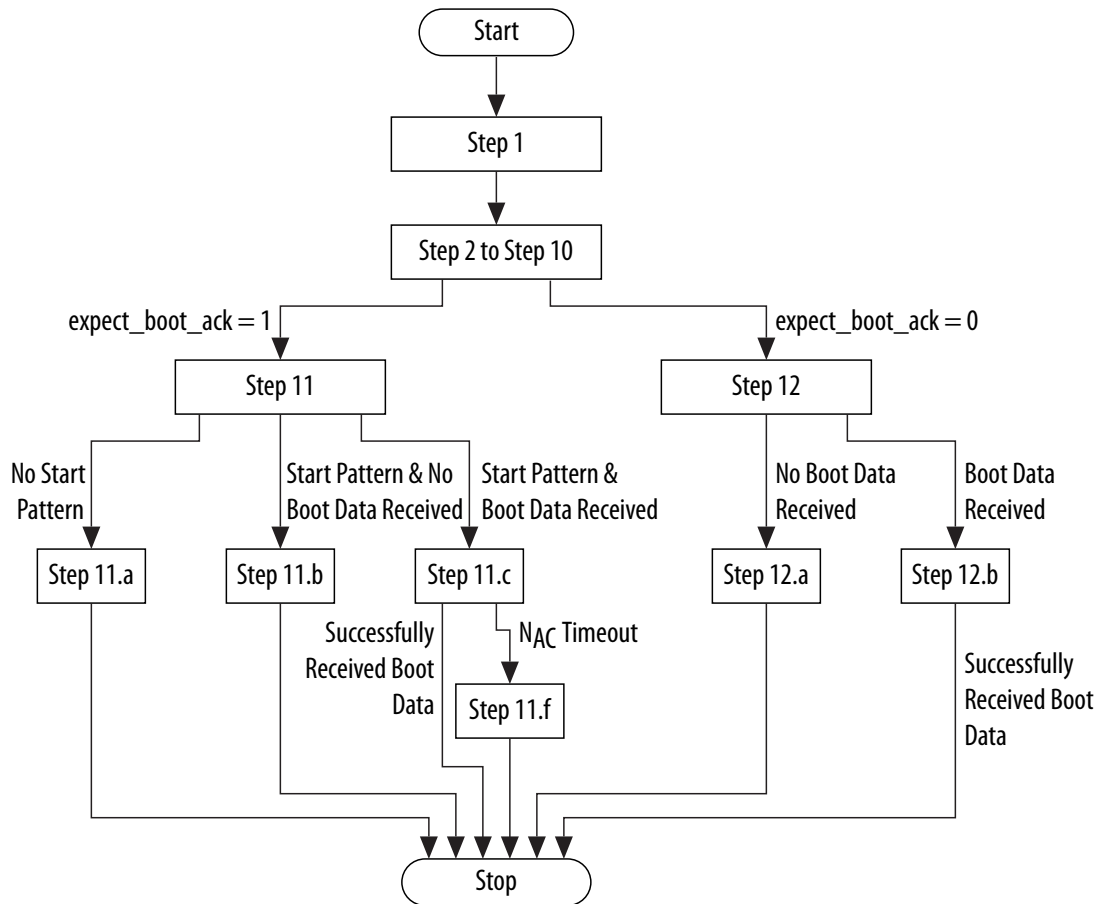 Start
Step 1
Step 2 to Step 10
expect_boot_ack = 1
expect_boot_ack = 0
Step 11
Step 12
No Start
Pattern
Start Pattern & No
Boot Data Received
Start Pattern &
Boot Data Received
No Boot Data
Received
Boot Data
Received
Step 11.a
Step 11.b
Step 11.c
Step 12.a
Step 12.b
Successfully
Received Boot
Data
NAC Timeout
Step 11.f
Successfully
Received Boot
Data
Stop